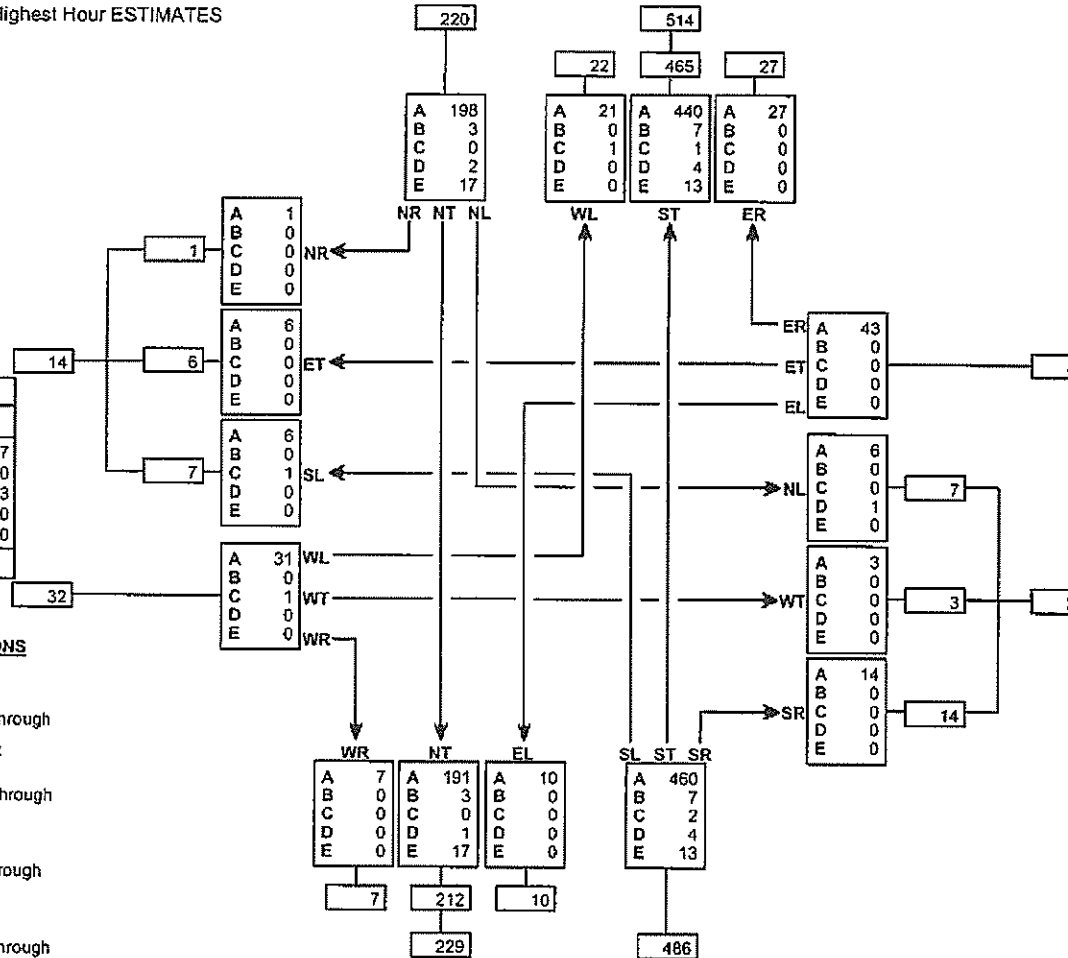 Highest Hour ESTIMATES
220
514
22
465
27
A 198
B 3
C 0
D 2
E 17
A 21
B 0
C 1
D 0
E 0
A 440
B 7
C 1
D 4
E 13
A 27
B 0
C 0
D 0
E 0
NR NT NL
WL
ST
ER
A 1
B 0
C 0
D 0
E 0
1
NR
A 6
B 0
C 0
D 0
E 0
14
6
ET
A 6
B 0
C 1
D 0
E 0
7
SL
ER
ET
EL
A 43
B 0
C 0
D 0
E 0
A 6
B 0
C 0
D 1
E 0
NL
7
7
0
3
0
0
A 31
B 0
C 1
D 0
E 0
WL
WT
WR
32
A 3
B 0
C 0
D 0
E 0
WT
3
A 14
B 0
C 0
D 0
E 0
SR
14
ONS
hrough
hrough
rough
hrough
WR
NT
EL
SL ST SR
A 7
B 0
C 0
D 0
E 0
A 191
B 3
C 0
D 1
E 17
A 10
B 0
C 0
D 0
E 0
A 460
B 7
C 2
D 4
E 13
7
212
10
229
486